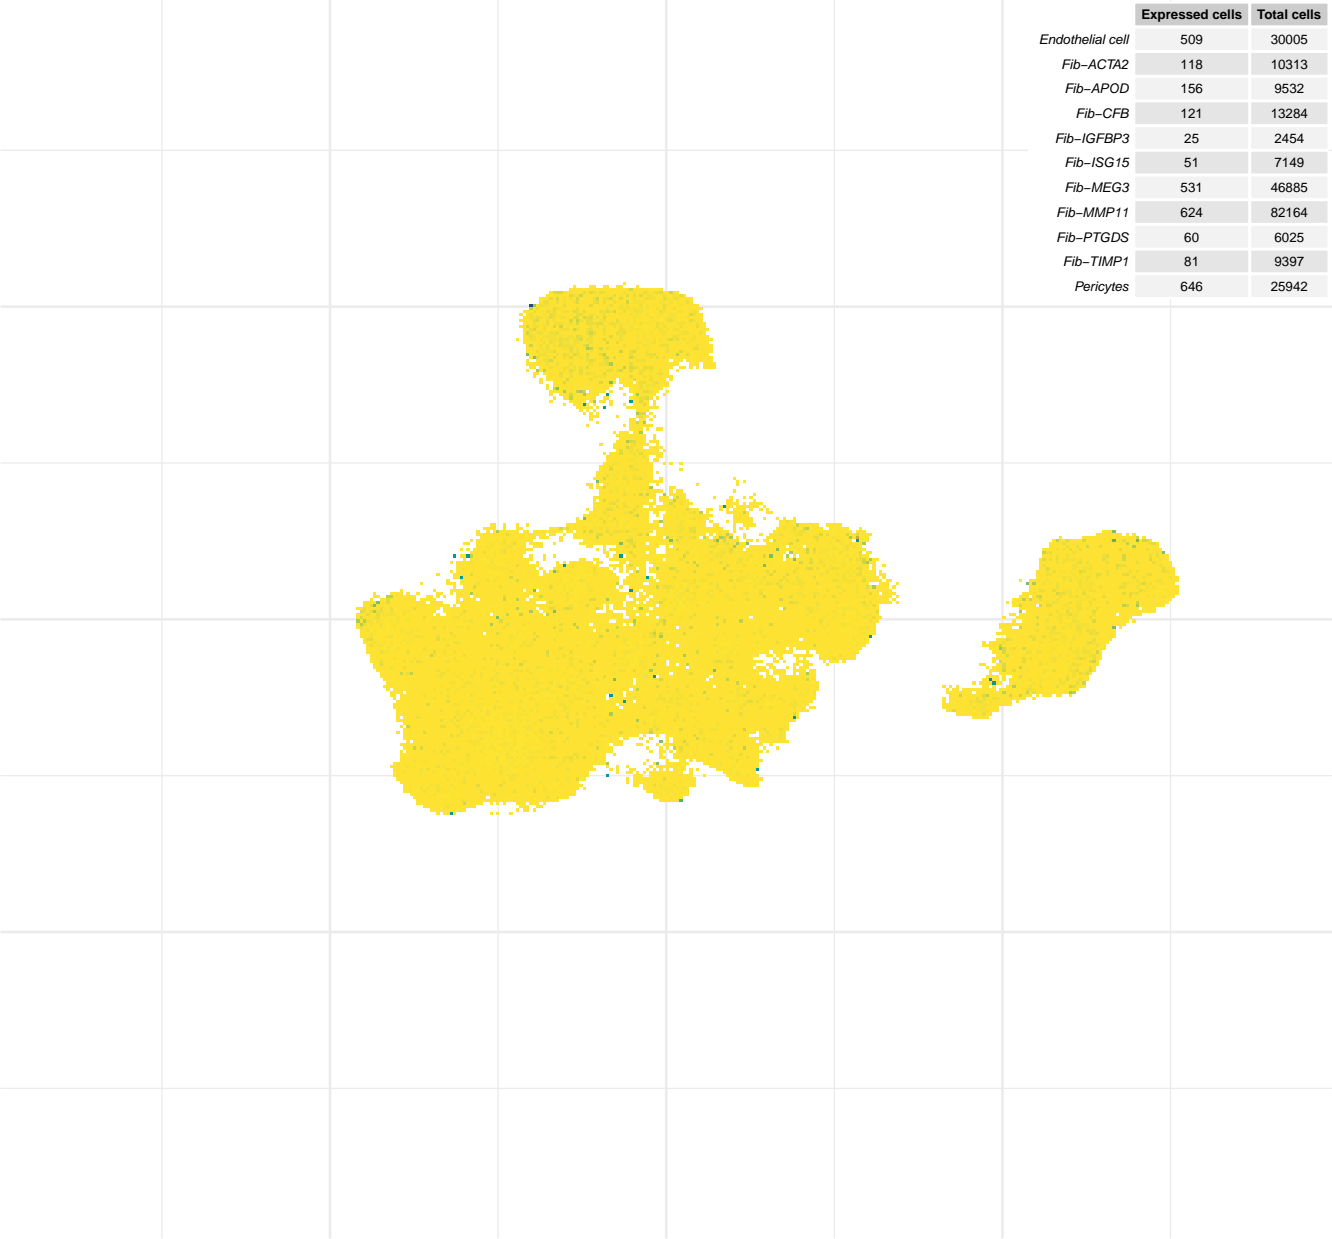 Expressed cells Total cells
Endothelial cell 509 30005
Fib−ACTA2 118 10313
Fib−APOD 156 9532
Fib−CFB 121 13284
Fib−IGFBP3 25 2454
Fib−ISG15 51 7149
Fib−MEG3 531 46885
Fib−MMP11 624 82164
Fib−PTGDS 60 6025
Fib−TIMP1 81 9397
Pericytes 646 25942